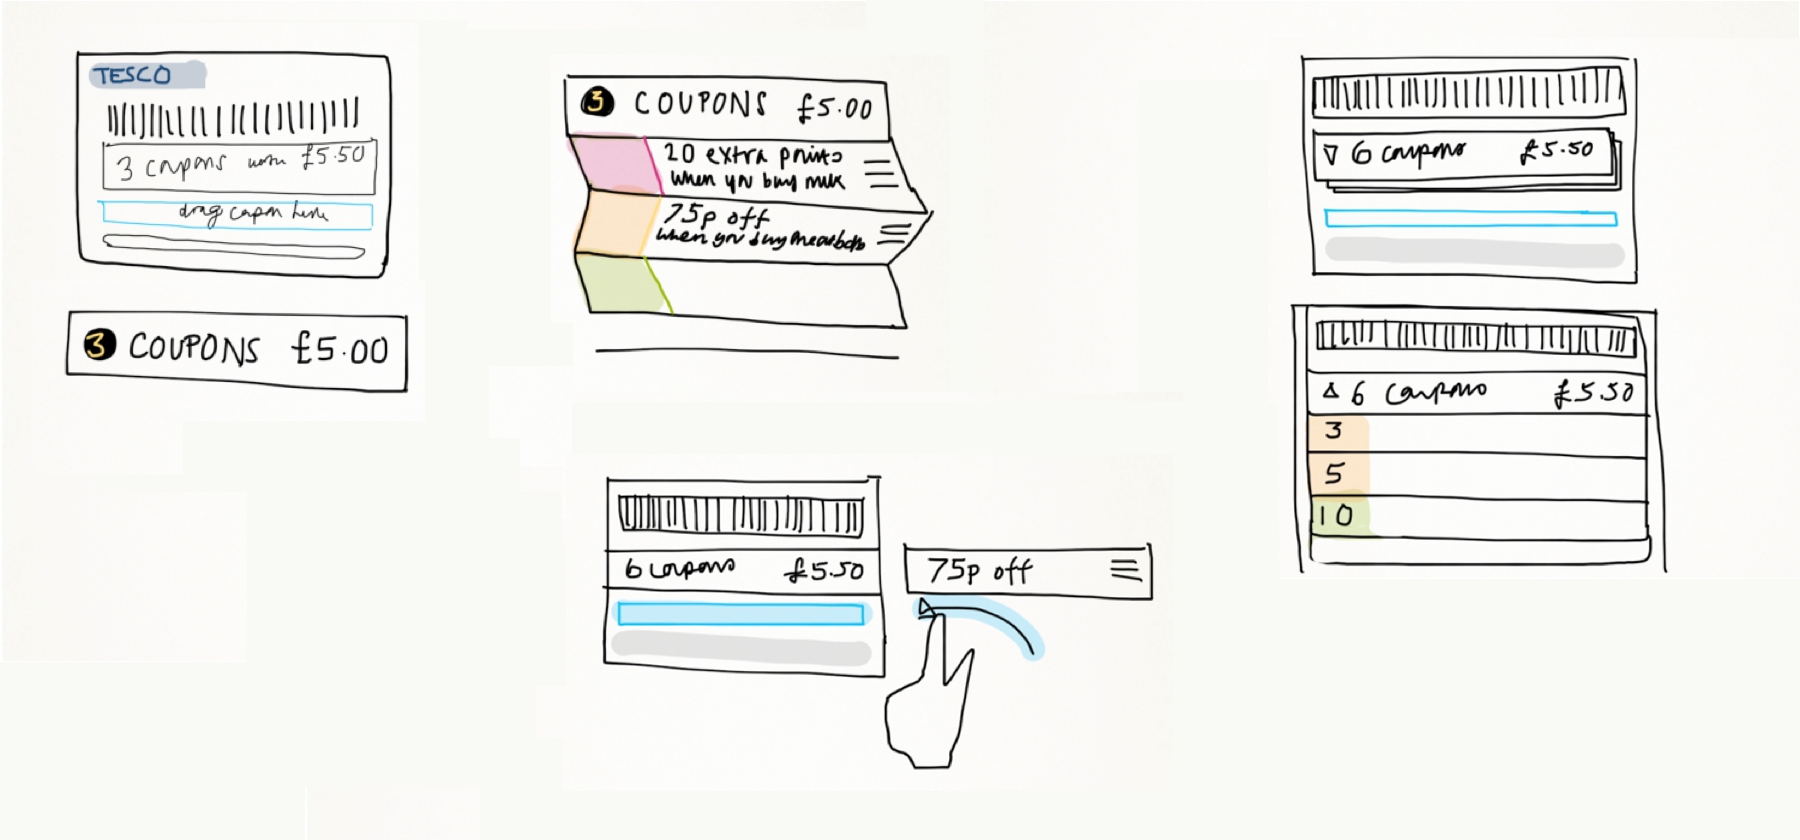 TESCO
3 coupons worth £5.50
drag coupon here
3 COUPONS £5.00
3 COUPONS £5.00
20 extra points
when you buy milk
75p off
when you buy meatballs
6 coupons £5.50
75p off
6 coupons £5.50
6 coupons £5.50
3
5
10